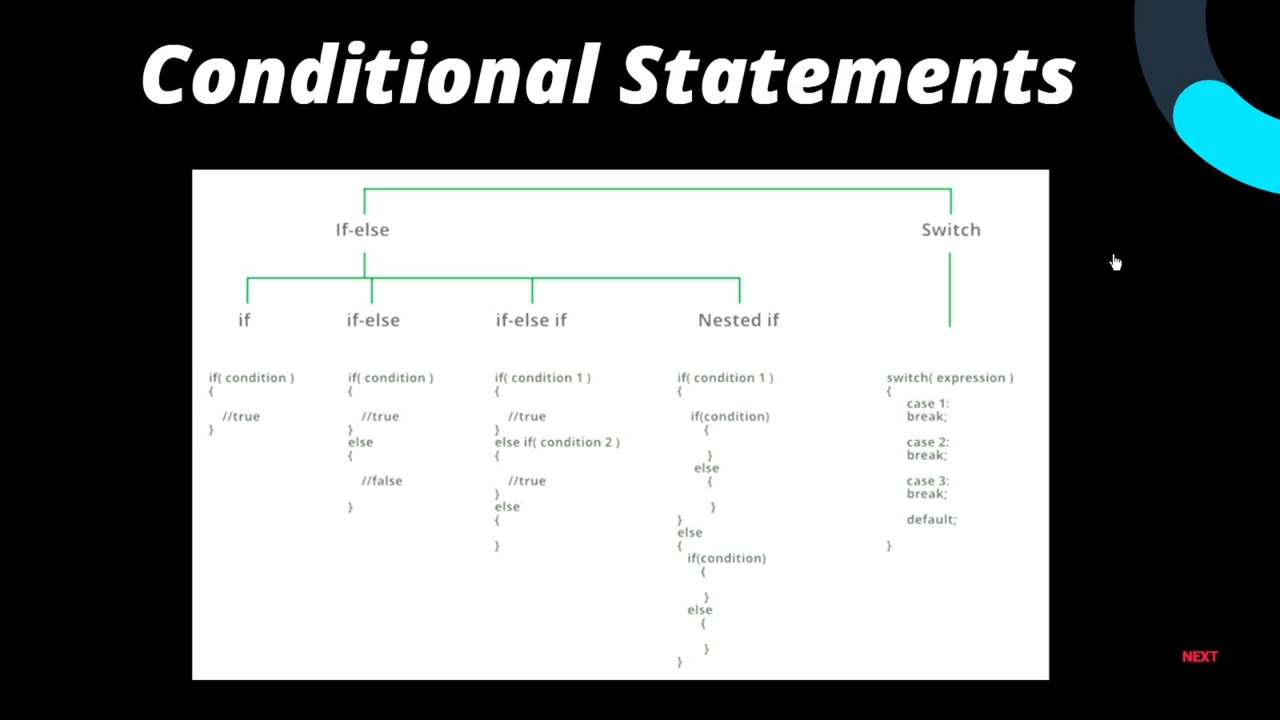 Conditional Statements
If-else
Switch
if
if-else
if-else if
Nested if
if( condition )
{
//true
}
if( condition )
{
//true
}
else
{
//false
}
if( condition 1 )
{
//true
}
else if( condition 2 )
{
//true
}
else
{
}
if( condition 1 )
{
if(condition)
{
}
else
{
}
}
else
{
if(condition)
{
}
else
{
}
}
switch( expression )
{
case 1:
break;
case 2:
break;
case 3:
break;
default;
}
NEXT